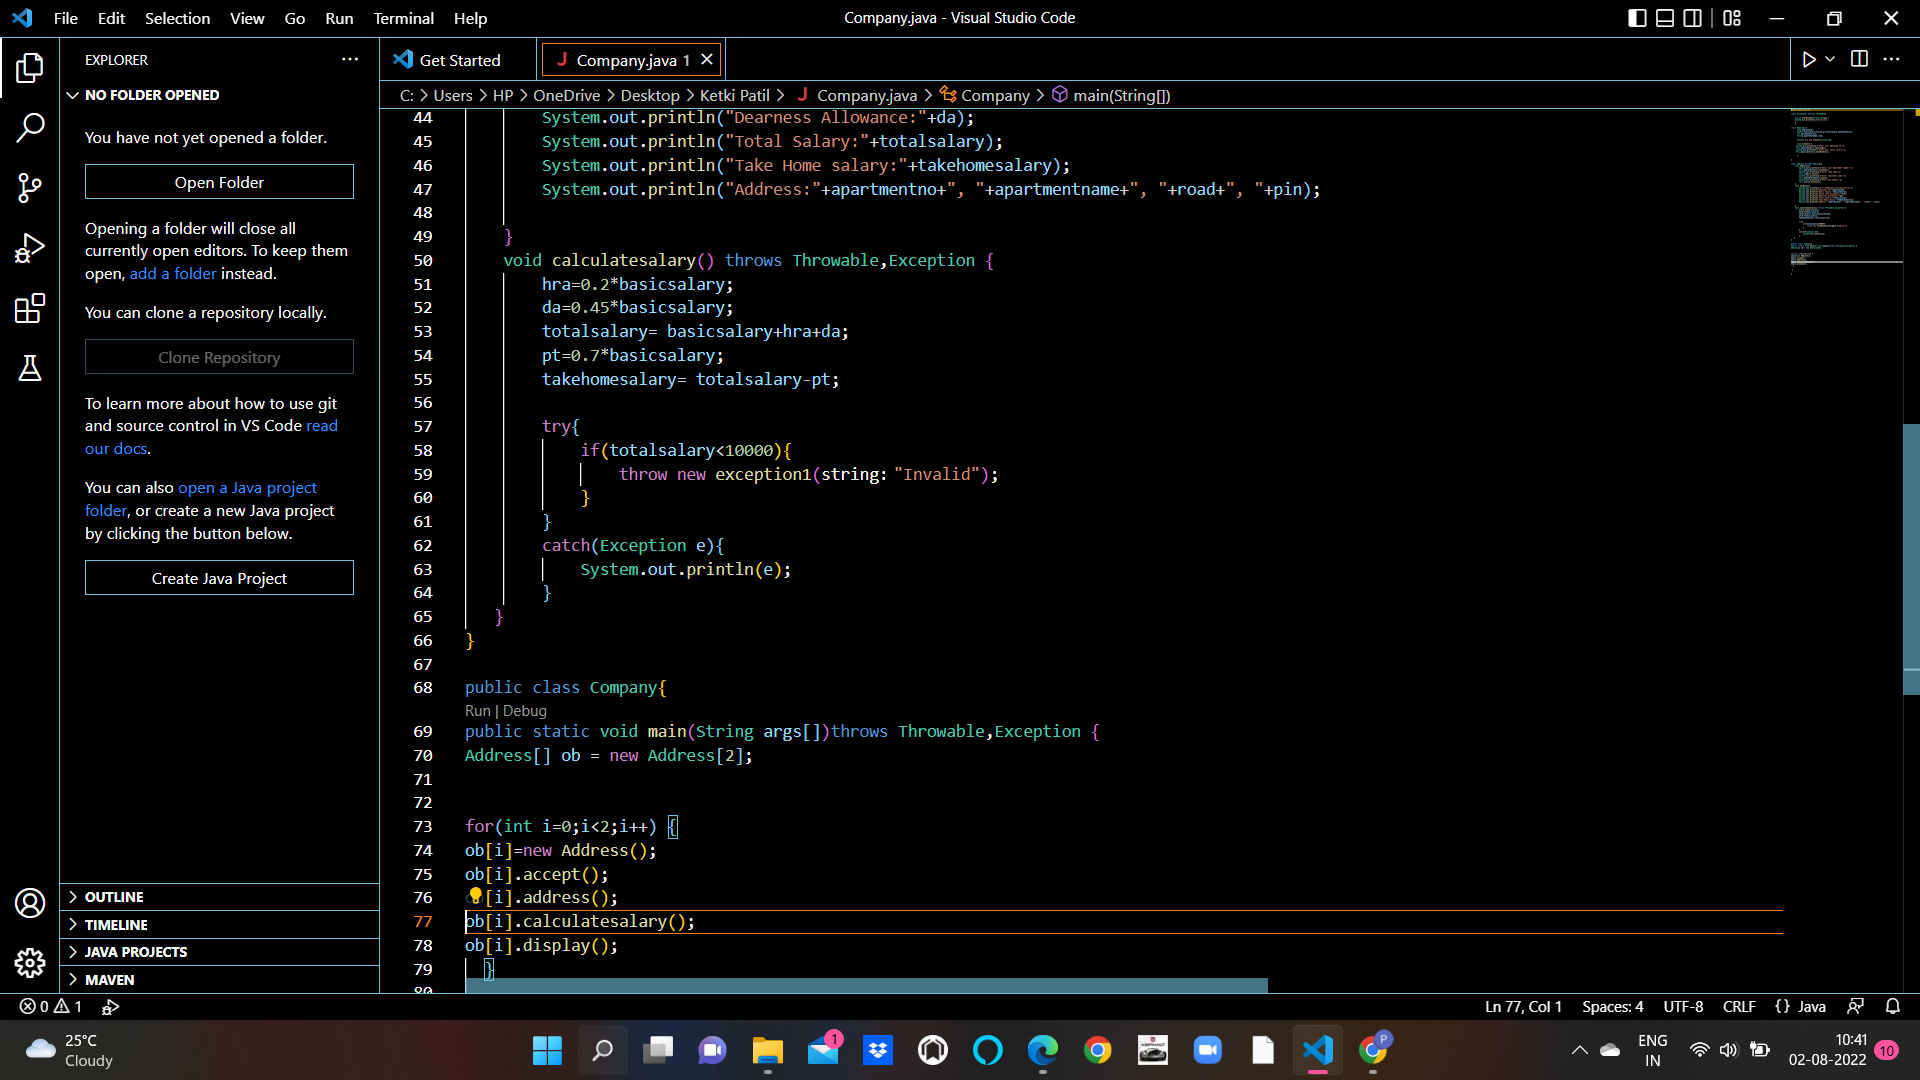 File Edit Selection View Go Run Terminal Help
Company.java - Visual Studio Code
EXPLORER
NO FOLDER OPENED
You have not yet opened a folder.
Open Folder
Opening a folder will close all
currently open editors. To keep them
open, add a folder instead.
You can clone a repository locally.
Clone Repository
To learn more about how to use git
and source control in VS Code read
our docs.
You can also open a Java project
folder, or create a new Java project
by clicking the button below.
Create Java Project
OUTLINE
TIMELINE
JAVA PROJECTS
MAVEN
Get Started
J Company.java 1
C: > Users > HP > OneDrive > Desktop > Ketki Patil > J Company.java > Company > main(String[])
44 System.out.println("Dearness Allowance:"+da);
45 System.out.println("Total Salary:"+totalsalary);
46 System.out.println("Take Home salary:"+takehomesalary);
47 System.out.println("Address:"+apartmentno+", "+apartmentname+", "+road+", "+pin);
48
49 }
50 void calculatesalary() throws Throwable,Exception {
51 hra=0.2*basicsalary;
52 da=0.45*basicsalary;
53 totalsalary= basicsalary+hra+da;
54 pt=0.7*basicsalary;
55 takehomesalary= totalsalary-pt;
56
57 try{
58 if(totalsalary<10000){
59 throw new exception1(string: "Invalid");
60 }
61 }
62 catch(Exception e){
63 System.out.println(e);
64 }
65 }
66 }
67
68 public class Company{
Run | Debug
69 public static void main(String args[])throws Throwable,Exception {
70 Address[] ob = new Address[2];
71
72
73 for(int i=0;i<2;i++) {
74 ob[i]=new Address();
75 ob[i].accept();
76 [i].address();
77 ob[i].calculatesalary();
78 ob[i].display();
79 }
80
0 1
Ln 77, Col 1 Spaces: 4 UTF-8 CRLF {} Java
25°C
Cloudy
1
P
ENG
IN
10:41
02-08-2022
10